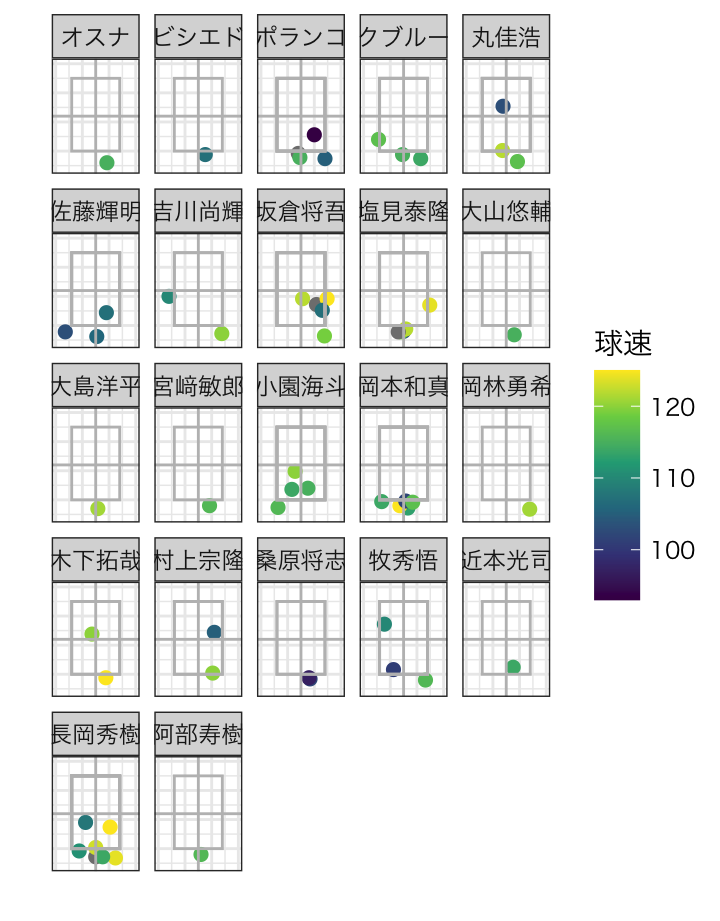 オスナ
ビシエド
ポランコ
クブルー
丸佳浩
佐藤輝明
吉川尚輝
坂倉将吾
塩見泰隆
大山悠輔
大島洋平
宮﨑敏郎
小園海斗
岡本和真
岡林勇希
木下拓哉
村上宗隆
桑原将志
牧秀悟
近本光司
長岡秀樹
阿部寿樹
球速
120
110
100